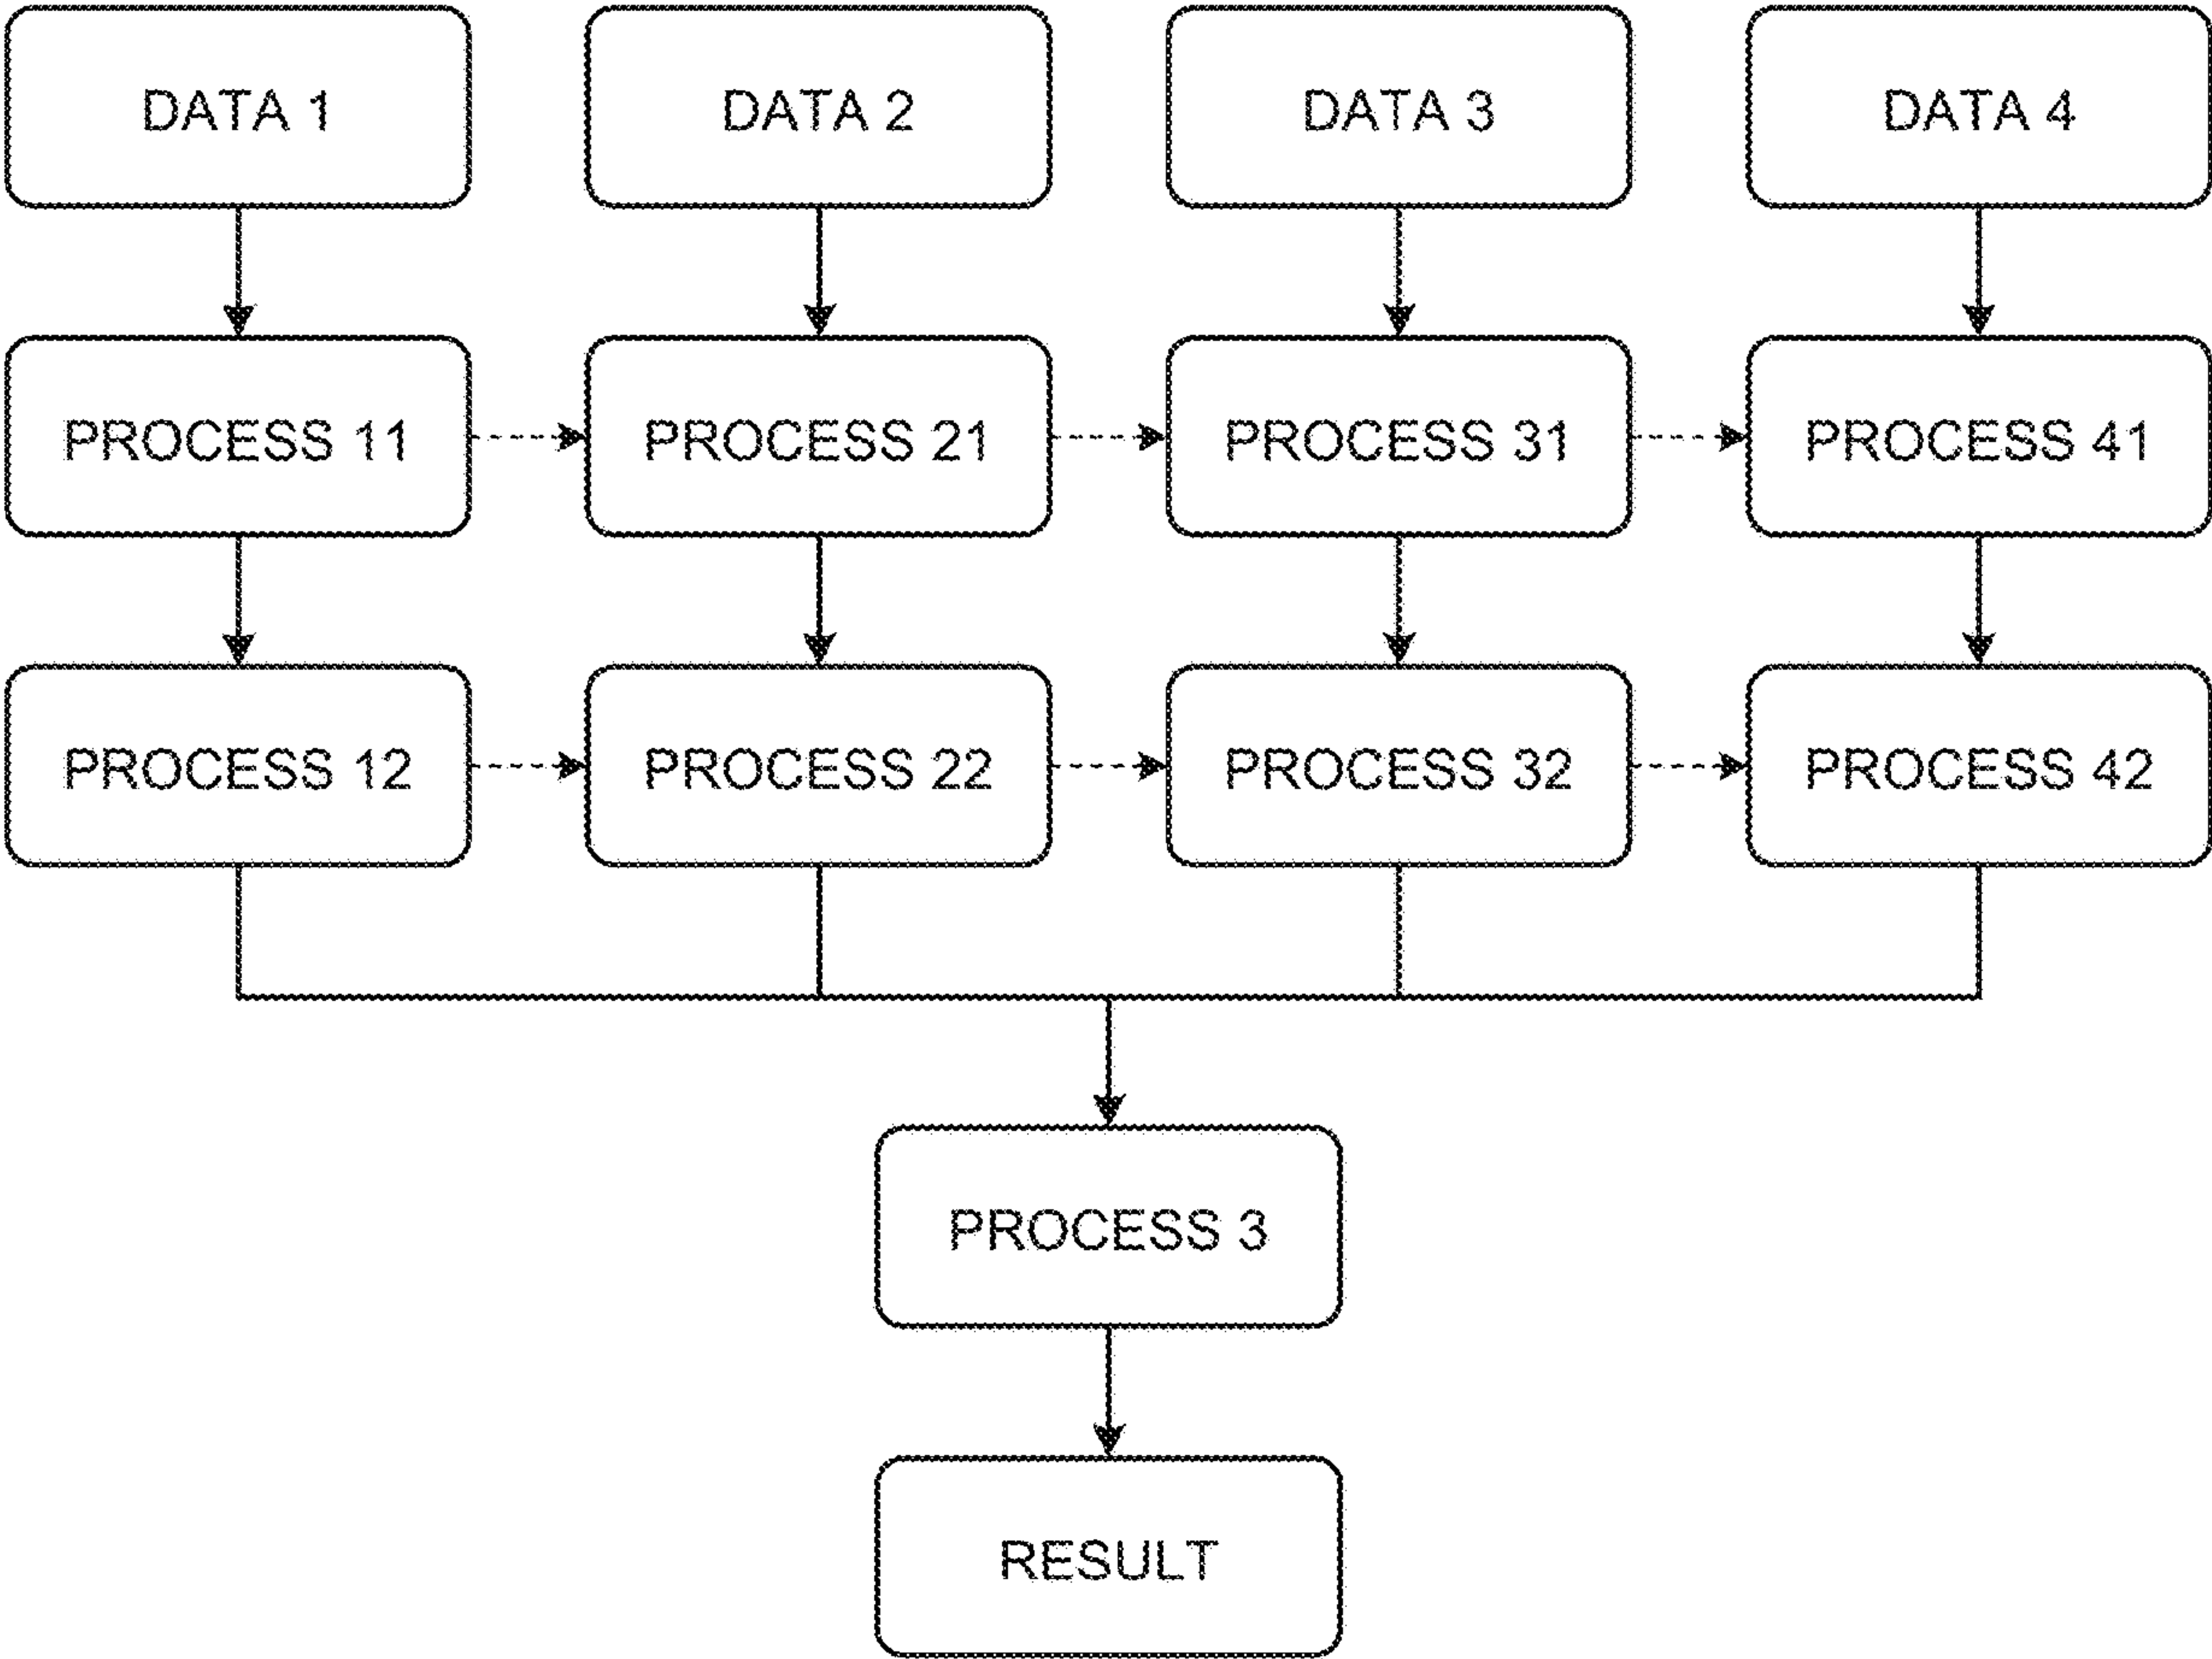 DATA 1
DATA 2
DATA 3
DATA 4
PROCESS 11
PROCESS 21
PROCESS 31
PROCESS 41
PROCESS 12
PROCESS 22
PROCESS 32
PROCESS 42
PROCESS 3
RESULT